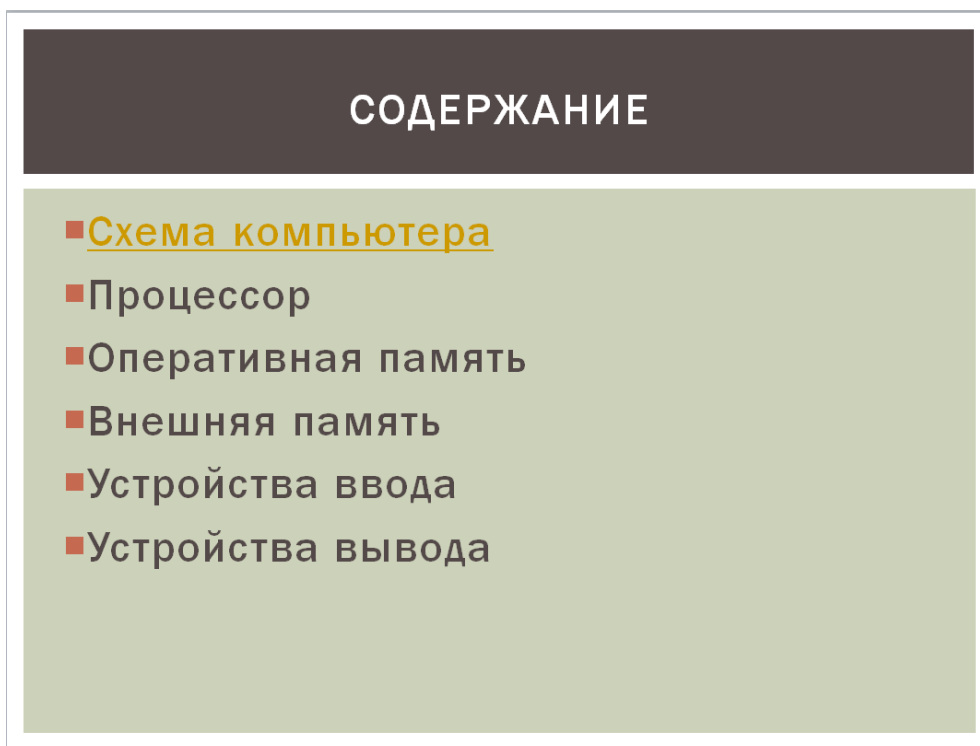 СОДЕРЖАНИЕ
Схема компьютера
Процессор
Оперативная память
Внешняя память
Устройства ввода
Устройства вывода